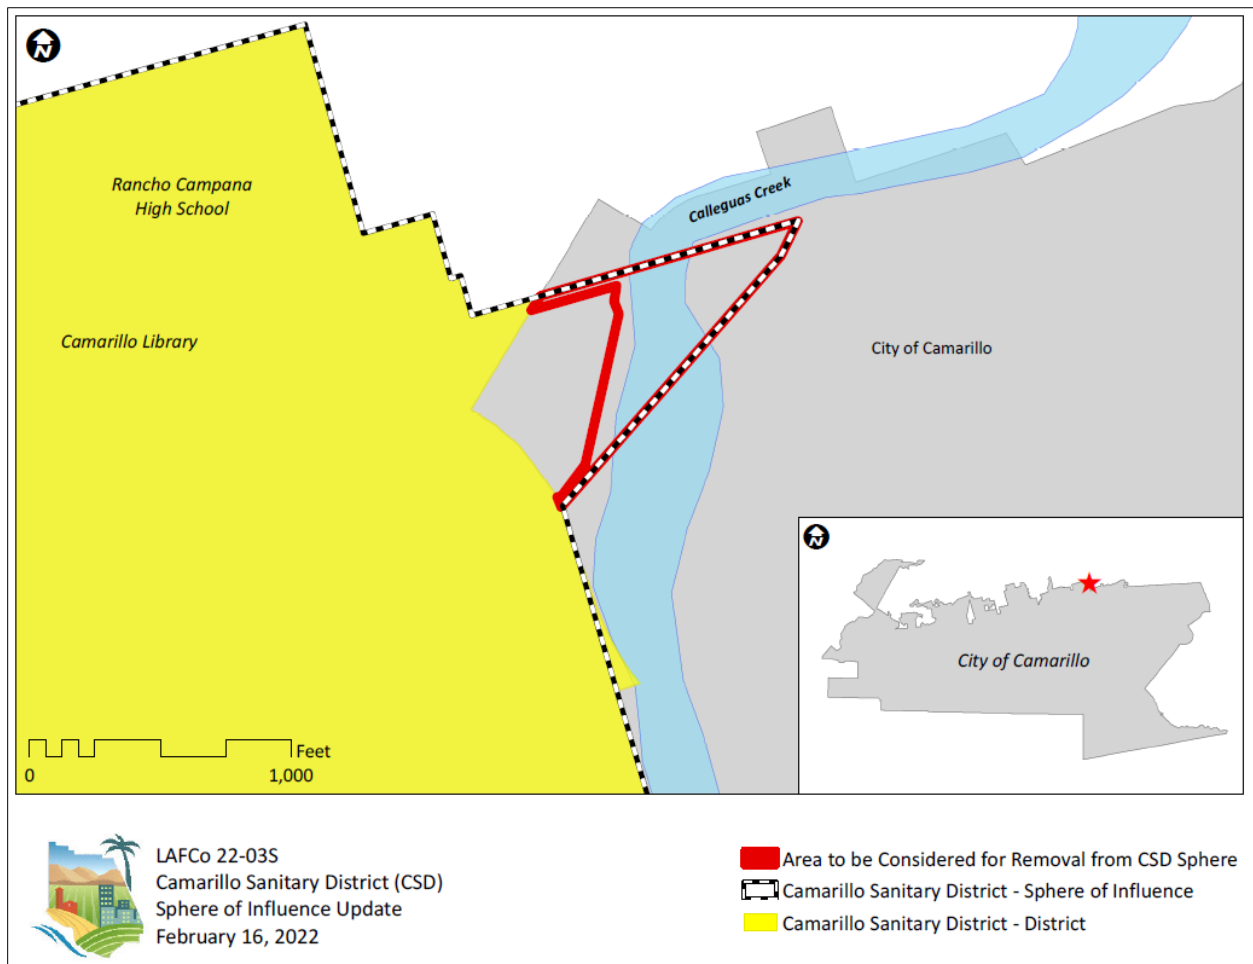 N
Rancho Campana
High School
Calleguas Creek
Camarillo Library
City of Camarillo
N
City of Camarillo
Feet
0
1,000
LAFCo 22-03S
Camarillo Sanitary District (CSD)
Sphere of Influence Update
February 16, 2022
Area to be Considered for Removal from CSD Sphere
Camarillo Sanitary District - Sphere of Influence
Camarillo Sanitary District - District